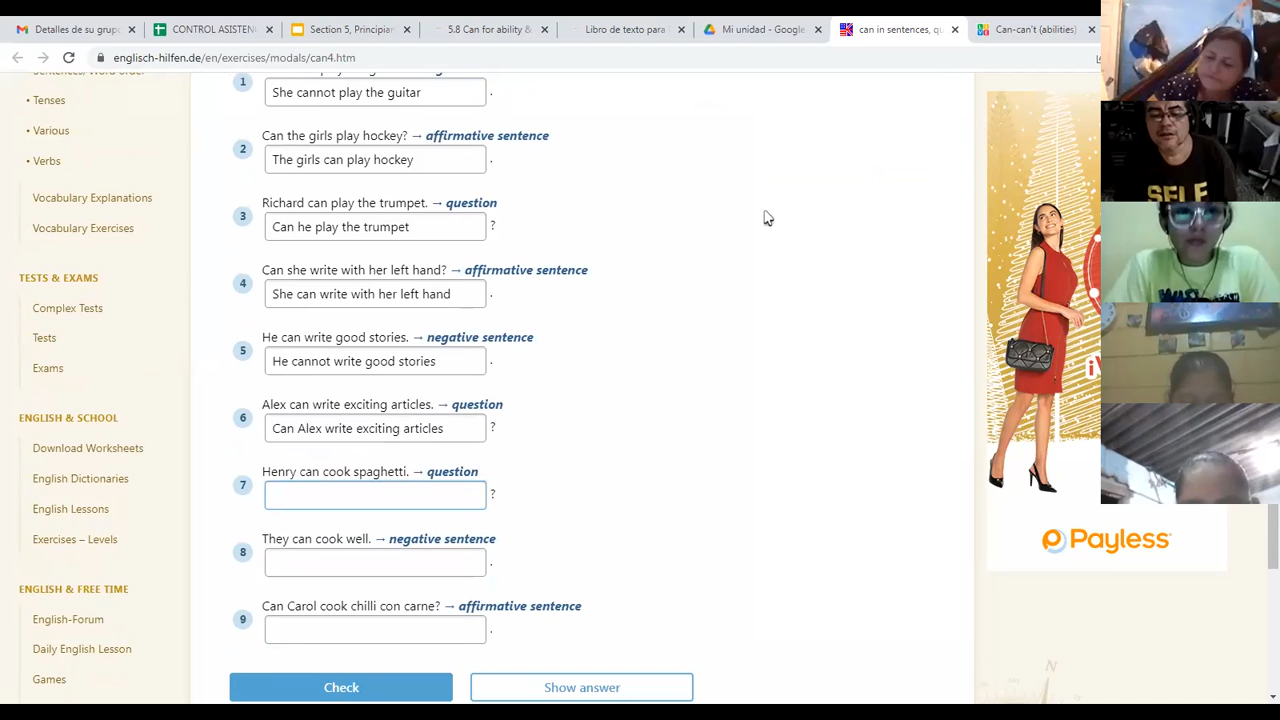 Detalles de su grupo
CONTROL ASISTEN
Section 5, Principian
5.8 Can for ability &
Libro de texto para
Mi unidad - Google
can in sentences, qu
Can-can't (abilities)
englisch-hilfen.de/en/exercises/modals/can4.htm
• Tenses
• Various
• Verbs
Vocabulary Explanations
Vocabulary Exercises
TESTS & EXAMS
Complex Tests
Tests
Exams
ENGLISH & SCHOOL
Download Worksheets
English Dictionaries
English Lessons
Exercises – Levels
ENGLISH & FREE TIME
English-Forum
Daily English Lesson
Games
1
She cannot play the guitar .
Can the girls play hockey? → affirmative sentence
2
The girls can play hockey .
Richard can play the trumpet. → question
3
Can he play the trumpet ?
Can she write with her left hand? → affirmative sentence
4
She can write with her left hand .
He can write good stories. → negative sentence
5
He cannot write good stories .
Alex can write exciting articles. → question
6
Can Alex write exciting articles ?
Henry can cook spaghetti. → question
7
?
They can cook well. → negative sentence
8
.
Can Carol cook chilli con carne? → affirmative sentence
9
.
Check
Show answer
Payless
SELF